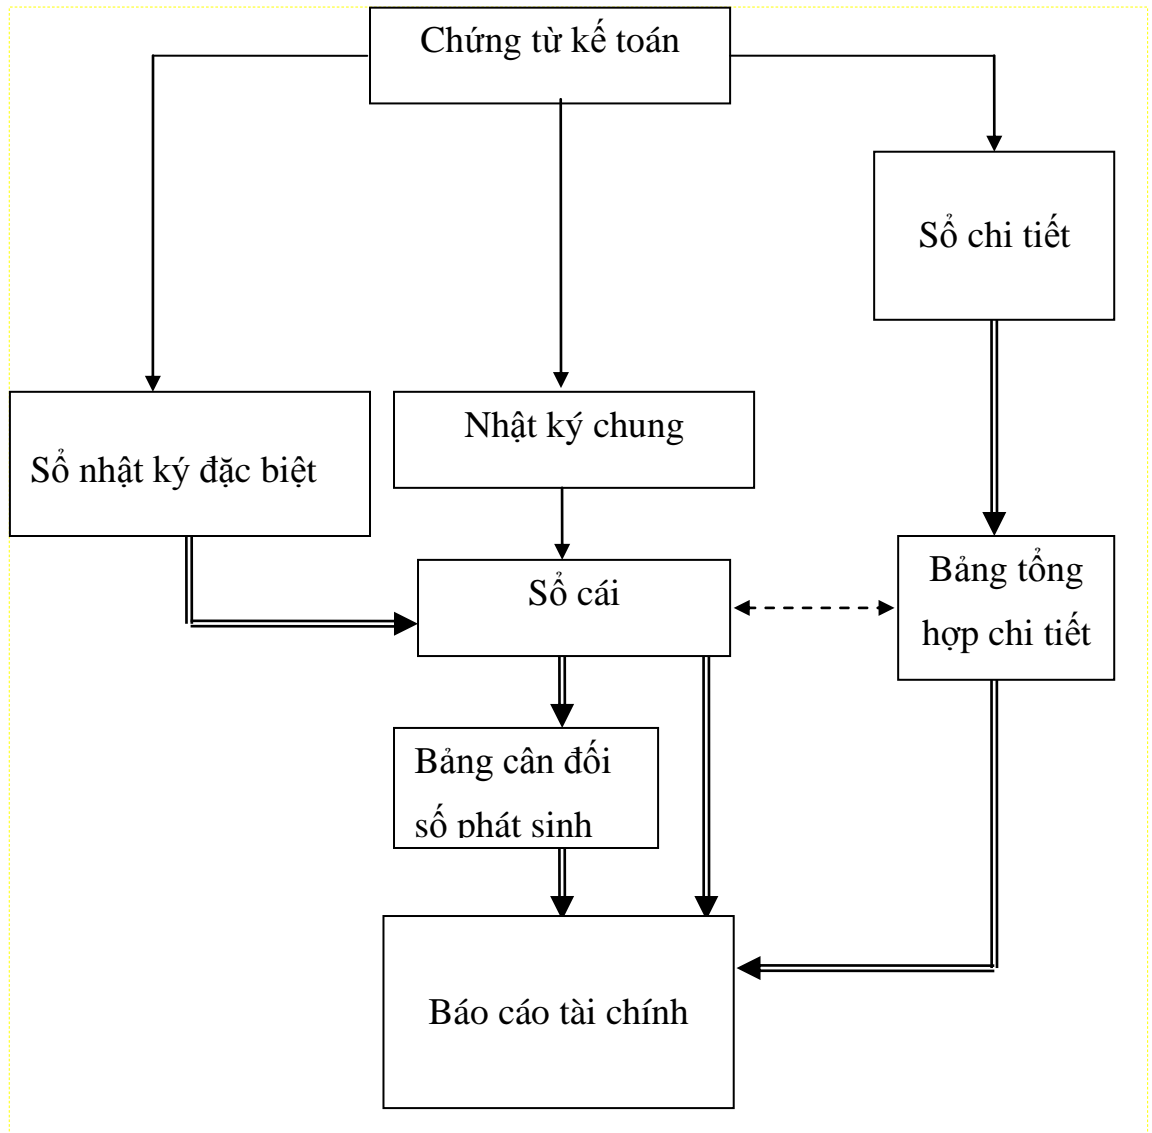 Chứng từ kế toán
Sổ chi tiết
Nhật ký chung
Sổ nhật ký đặc biệt
Sổ cái
Bảng tổng
hợp chi tiết
Bảng cân đối
số phát sinh
Báo cáo tài chính